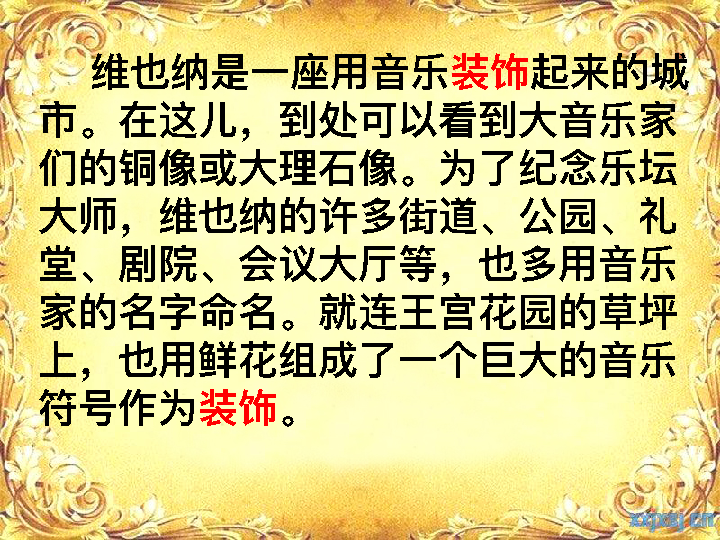 维也纳是一座用音乐装饰起来的城
市。在这儿，到处可以看到大音乐家
们的铜像或大理石像。为了纪念乐坛
大师，维也纳的许多街道、公园、礼
堂、剧院、会议大厅等，也多用音乐
家的名字命名。就连王宫花园的草坪
上，也用鲜花组成了一个巨大的音乐
符号作为装饰。
xxjxsj.cn